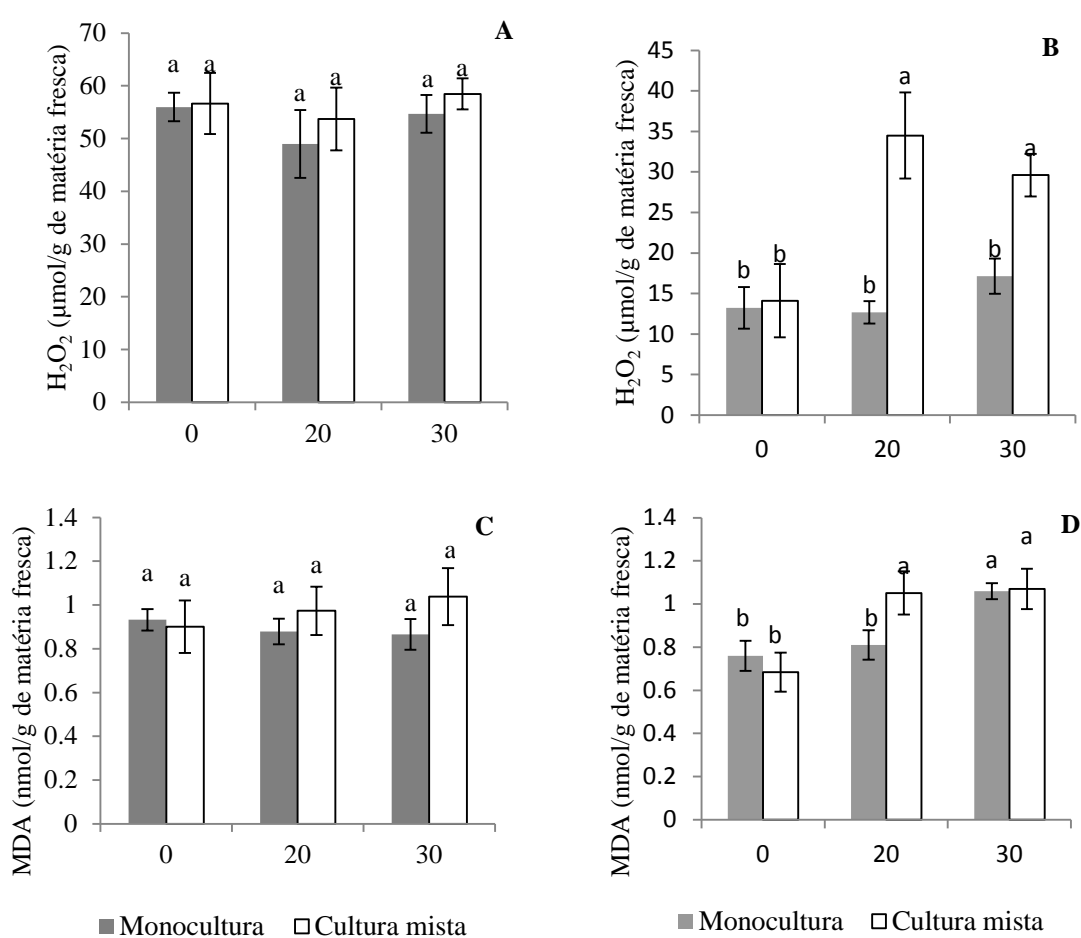 A
H₂O₂ (µmol/g de matéria fresca)
70
60
50
40
30
20
10
0
a a
a a
a a
0 20 30
B
H₂O₂ (µmol/g de matéria fresca)
45
40
35
30
25
20
15
10
5
0
b b
b a
b a
0 20 30
C
MDA (nmol/g de matéria fresca)
1.4
1.2
1
0.8
0.6
0.4
0.2
0
a a
a a
a a
0 20 30
Monocultura Cultura mista
D
MDA (nmol/g de matéria fresca)
1.4
1.2
1
0.8
0.6
0.4
0.2
0
b b
b a
a a
0 20 30
Monocultura Cultura mista